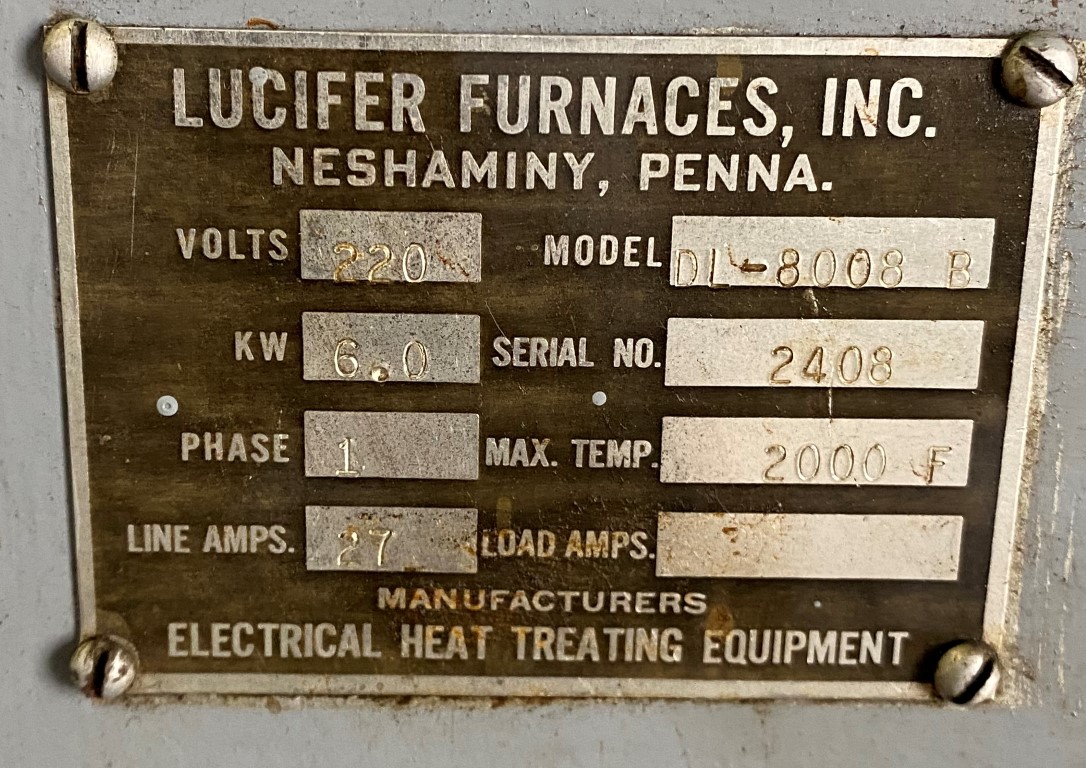 LUCIFER FURNACES, INC.
NESHAMINY, PENNA.
VOLTS 220 MODEL DL-8008 B
KW 6.0 SERIAL NO. 2408
PHASE 1 MAX. TEMP. 2000 F
LINE AMPS. 27 LOAD AMPS.
MANUFACTURERS
ELECTRICAL HEAT TREATING EQUIPMENT